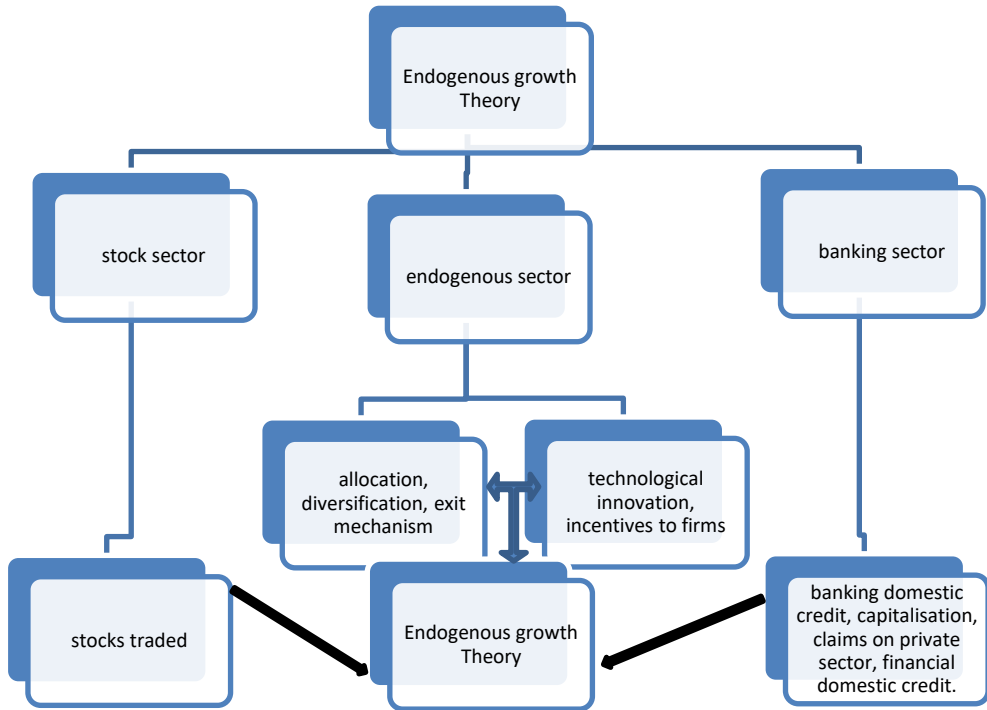 Endogenous growth
Theory
stock sector
endogenous sector
banking sector
allocation,
diversification, exit
mechanism
technological
innovation,
incentives to firms
stocks traded
Endogenous growth
Theory
banking domestic
credit, capitalisation,
claims on private
sector, financial
domestic credit.